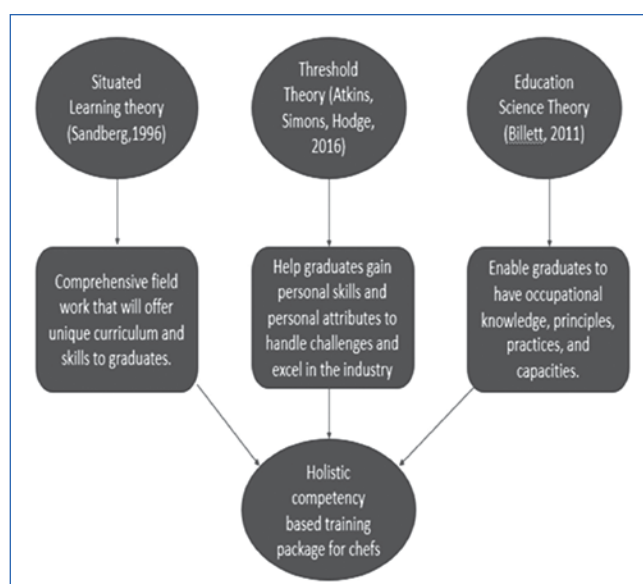 Situated
Learning theory
(Sandberg,1996)
Threshold
Theory (Atkins,
Simons, Hodge,
2016)
Education
Science Theory
(Billett, 2011)
Comprehensive field
work that will offer
unique curriculum and
skills to graduates.
Help graduates gain
personal skills and
personal attributes to
handle challenges and
excel in the industry
Enable graduates to
have occupational
knowledge, principles,
practices, and
capacities.
Holistic
competency
based training
package for chefs